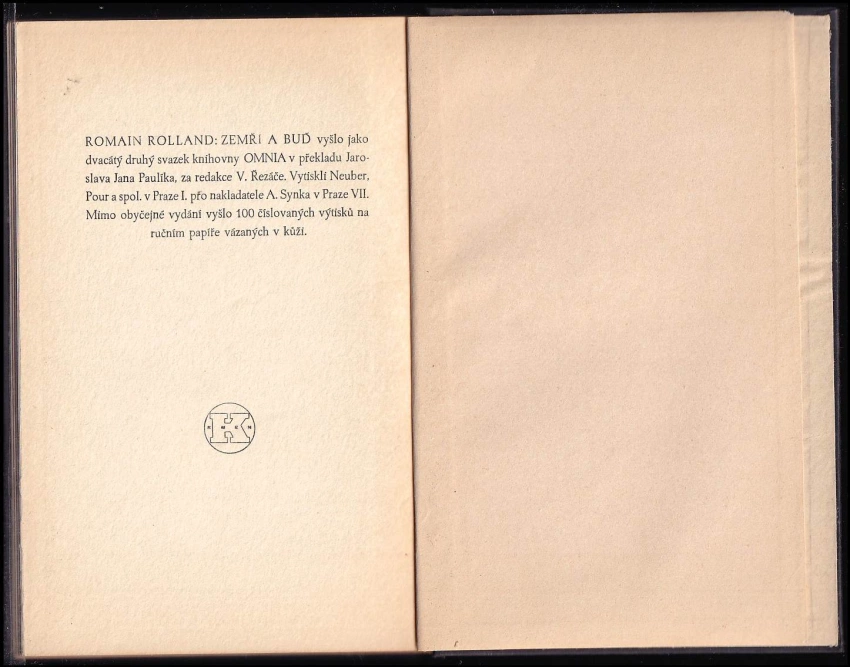 ROMAIN ROLLAND: ZEMŘI A BUĎ vyšlo jako
dvacátý druhý svazek knihovny OMNIA v překladu Jaro-
slava Jana Paulíka, za redakce V. Řezáče. Vytiskli Neuber,
Pour a spol. v Praze I. přo nakladatele A. Synka v Praze VII.
Mimo obyčejné vydání vyšlo 100 číslovaných výtisků na
ručním papíře vázaných v kůži.
K